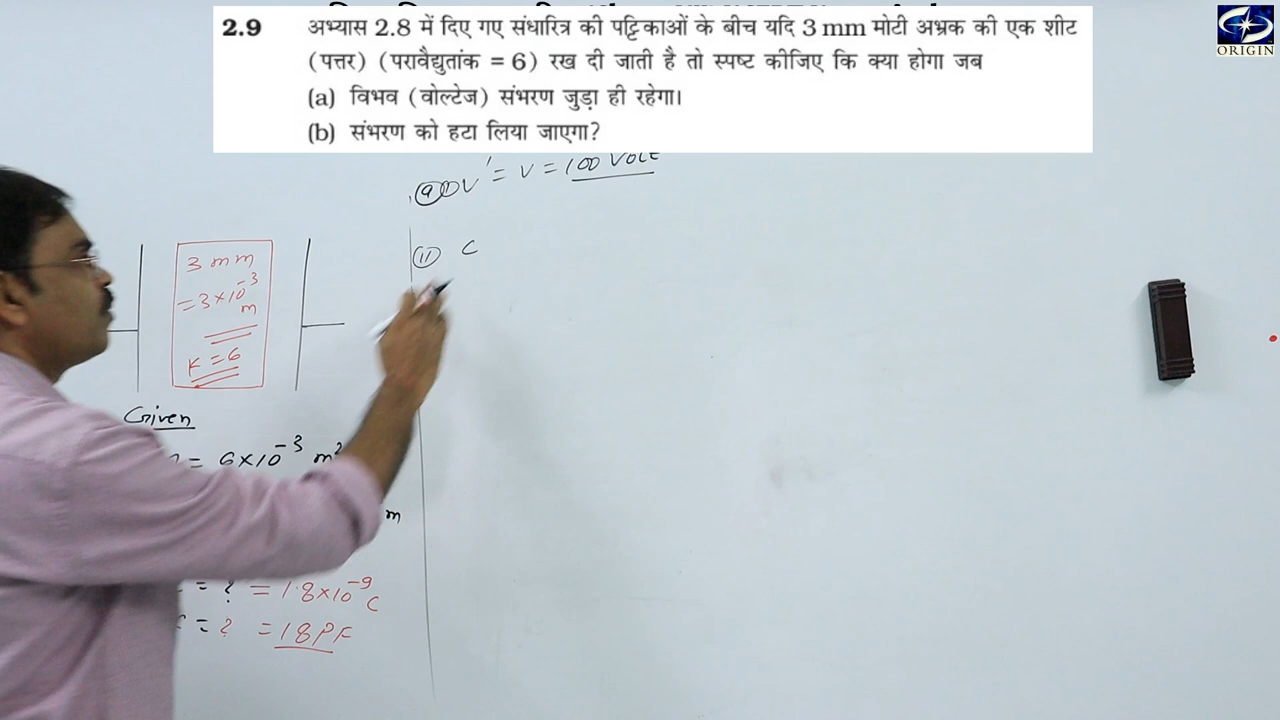 2.9 अभ्यास 2.8 में दिए गए संधारित्र की पट्टिकाओं के बीच यदि 3 mm मोटी अभ्रक की एक शीट
(पत्तर) (परावैद्युतांक = 6) रख दी जाती है तो स्पष्ट कीजिए कि क्या होगा जब
(a) विभव (वोल्टेज) संभरण जुड़ा ही रहेगा।
(b) संभरण को हटा लिया जाएगा?
ORIGIN
(a) (i) V' = V = 100 Volt
(ii) C
3 mm
= 3×10⁻³
m
K = 6
Given
= 6×10⁻³ m²
m
= ? = 1.8×10⁻⁹ C
= ? = 18 PF